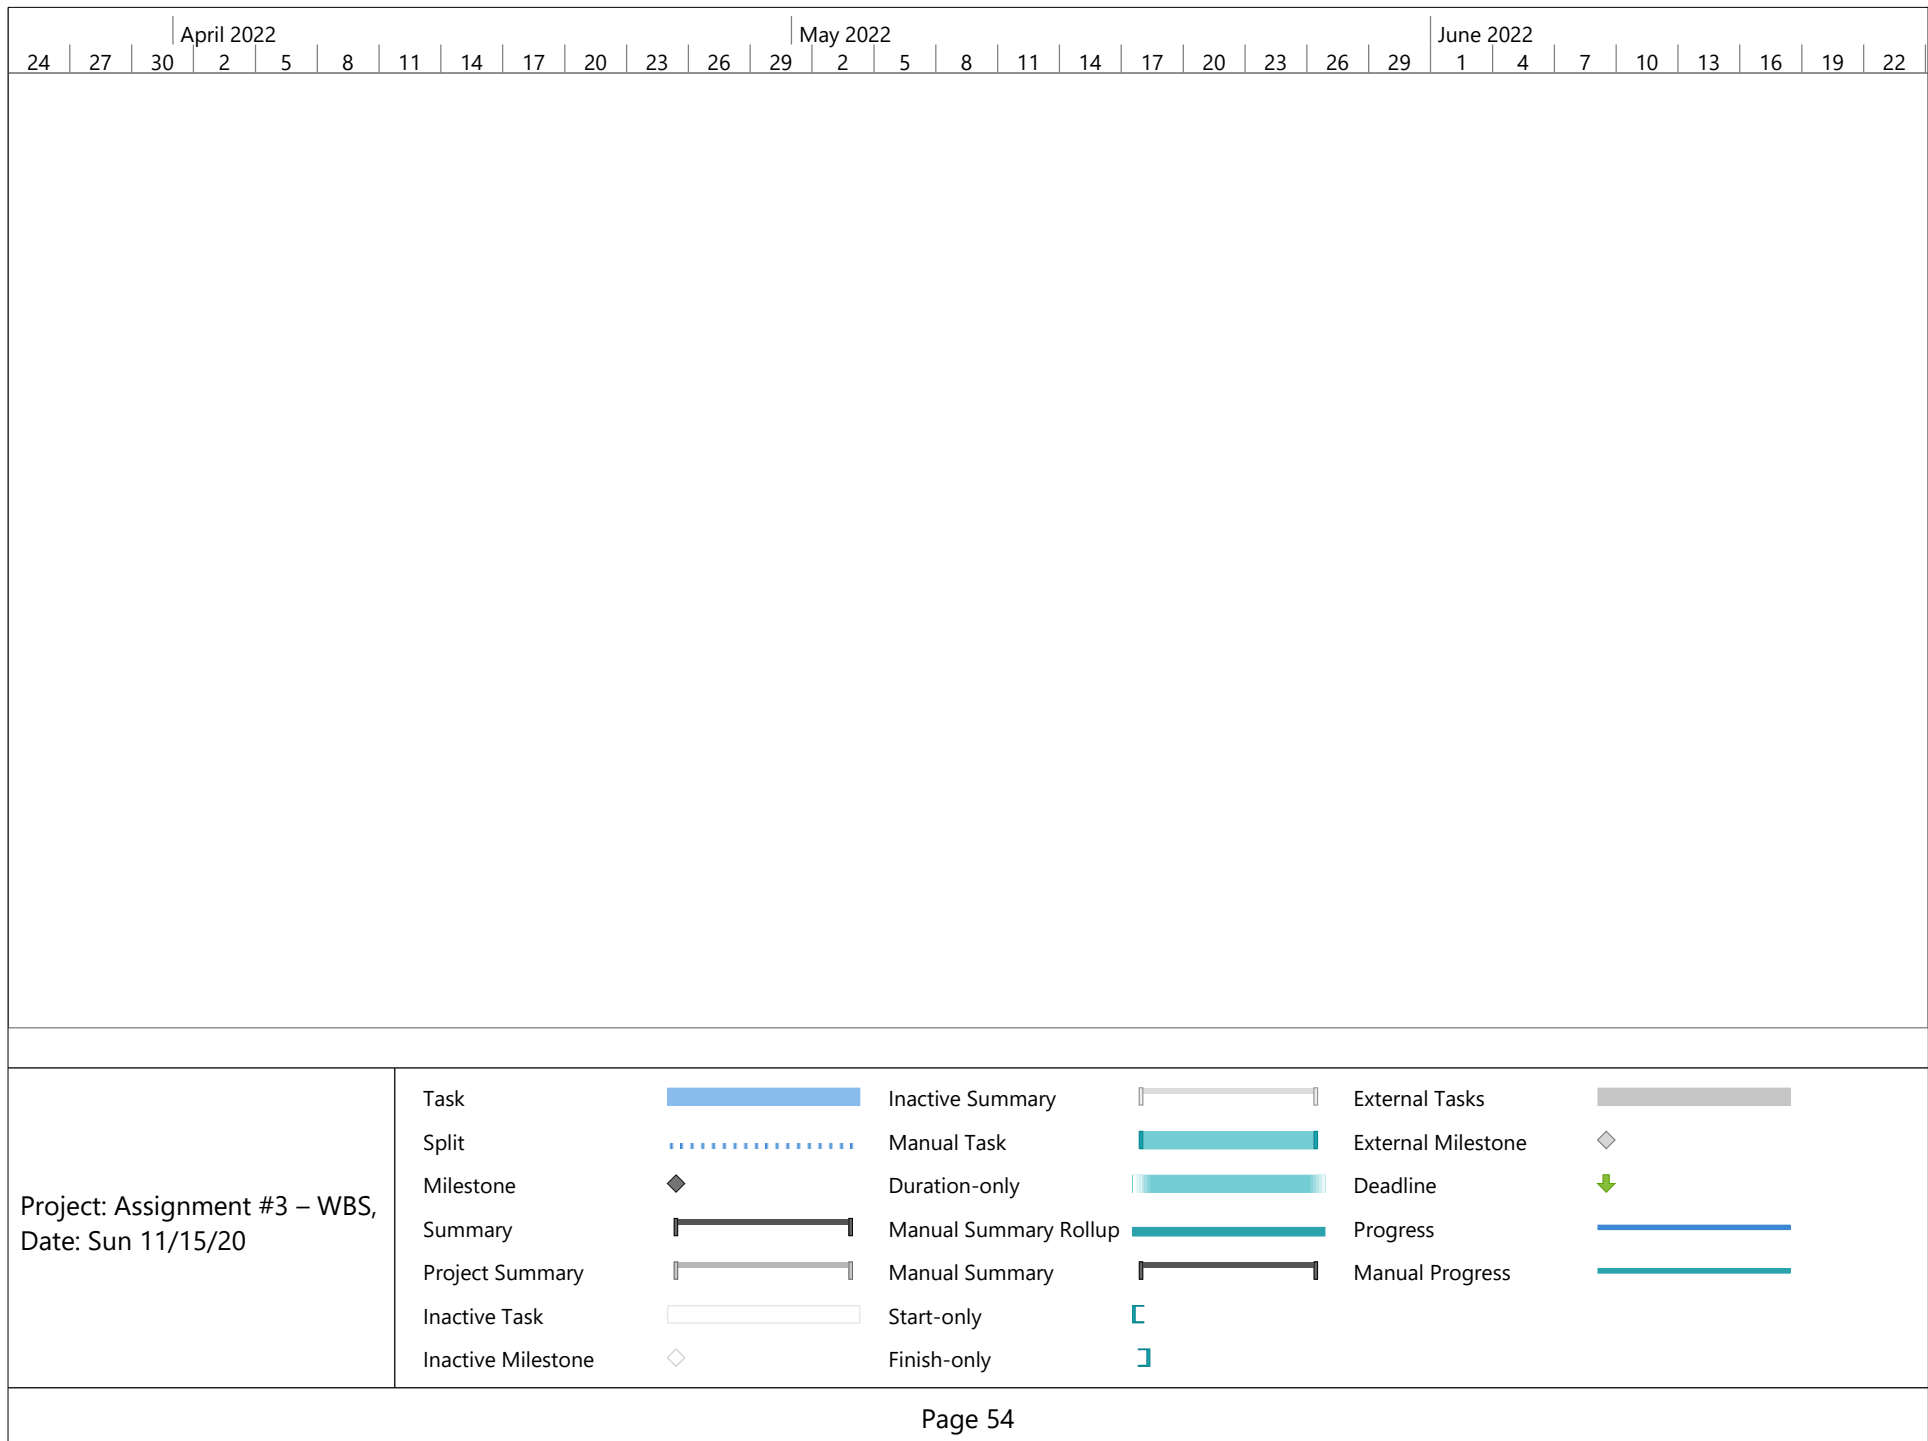 April 2022 May 2022 June 2022
24 27 30 2 5 8 11 14 17 20 23 26 29 2 5 8 11 14 17 20 23 26 29 1 4 7 10 13 16 19 22
Project: Assignment #3 – WBS,
Date: Sun 11/15/20
Task
Split
Milestone
Summary
Project Summary
Inactive Task
Inactive Milestone
Inactive Summary
Manual Task
Duration-only
Manual Summary Rollup
Manual Summary
Start-only
Finish-only
External Tasks
External Milestone
Deadline
Progress
Manual Progress
Page 54